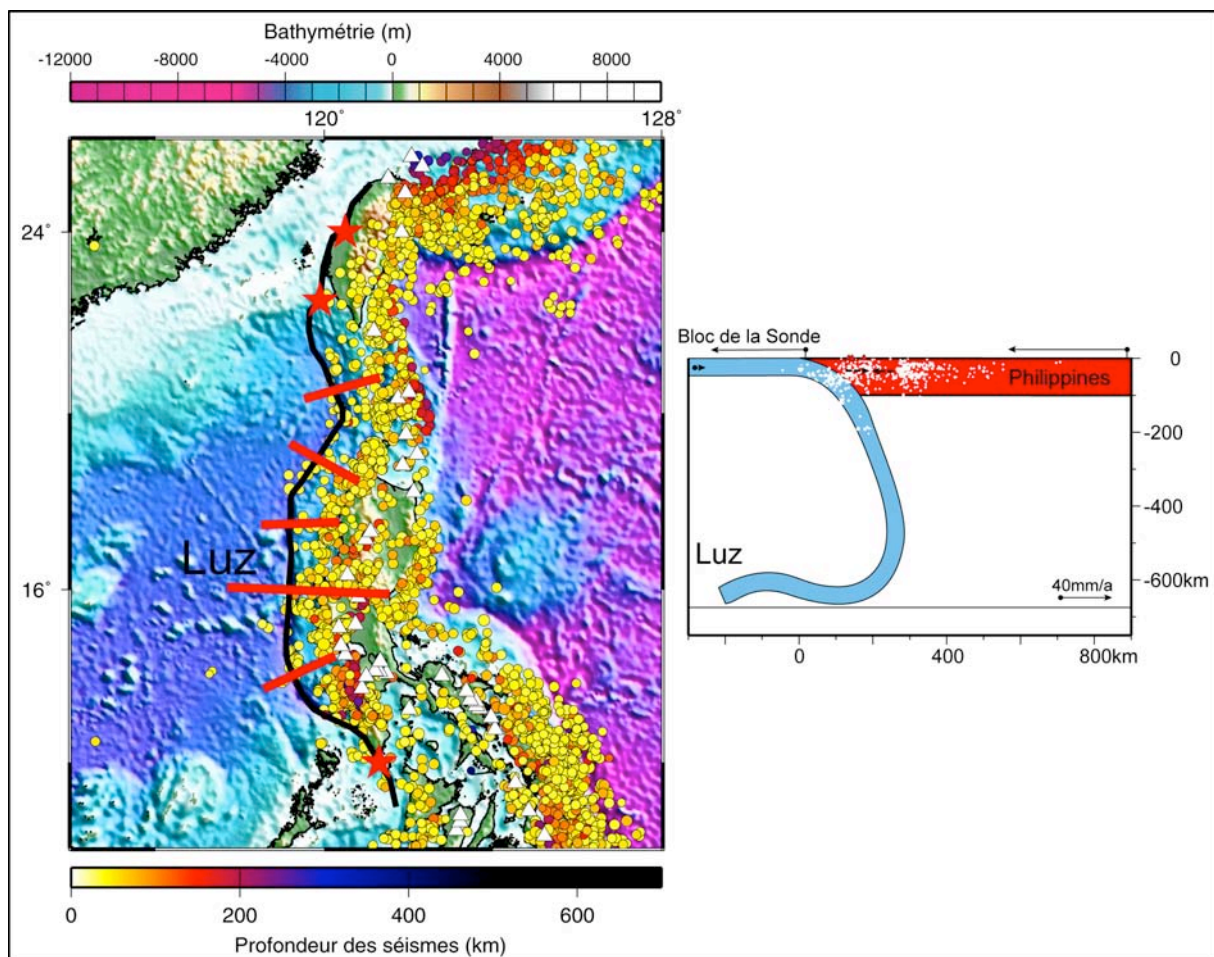 Bathymétrie (m)
-12000 -8000 -4000 0 4000 8000
120° 128°
24°
16°
Luz
0 200 400 600
Profondeur des séismes (km)
Bloc de la Sonde
Philippines
0
-200
-400
-600km
Luz
40mm/a
0 400 800km